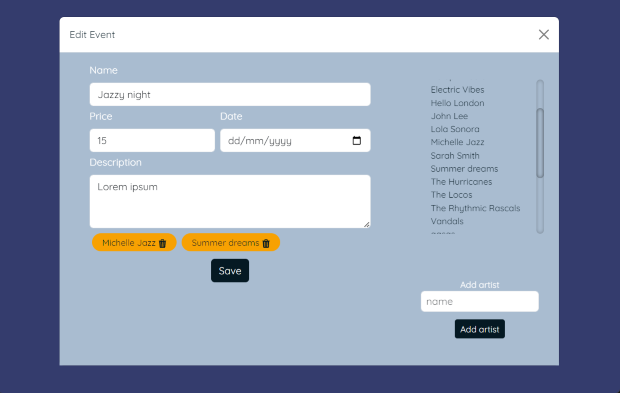 Edit Event
Name
Jazzy night
Price
Date
15
dd/mm/yyyy
Description
Lorem ipsum
Michelle Jazz
Summer dreams
Save
Electric Vibes
Hello London
John Lee
Lola Sonora
Michelle Jazz
Sarah Smith
Summer dreams
The Hurricanes
The Locos
The Rhythmic Rascals
Vandals
Add artist
name
Add artist